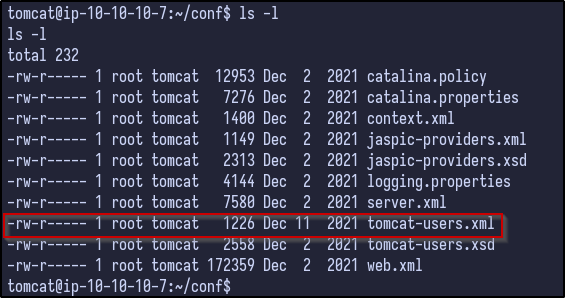 tomcat@ip-10-10-10-7:~/conf$ ls -l
ls -l
total 232
-rw-r----- 1 root tomcat  12953 Dec  2  2021 catalina.policy
-rw-r----- 1 root tomcat   7276 Dec  2  2021 catalina.properties
-rw-r----- 1 root tomcat   1400 Dec  2  2021 context.xml
-rw-r----- 1 root tomcat   1149 Dec  2  2021 jaspic-providers.xml
-rw-r----- 1 root tomcat   2313 Dec  2  2021 jaspic-providers.xsd
-rw-r----- 1 root tomcat   4144 Dec  2  2021 logging.properties
-rw-r----- 1 root tomcat   7580 Dec  2  2021 server.xml
-rw-r----- 1 root tomcat   1226 Dec 11  2021 tomcat-users.xml
-rw-r----- 1 root tomcat   2558 Dec  2  2021 tomcat-users.xsd
-rw-r----- 1 root tomcat 172359 Dec  2  2021 web.xml
tomcat@ip-10-10-10-7:~/conf$